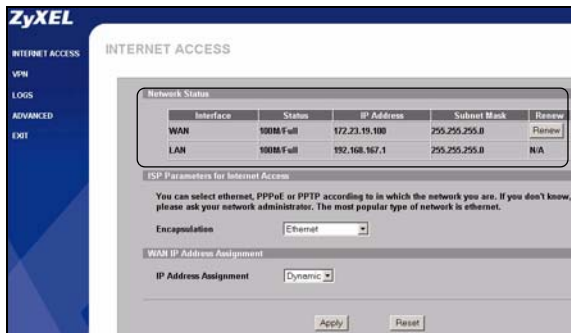 ZyXEL
INTERNET ACCESS
VPN
LOGS
ADVANCED
EXIT
INTERNET ACCESS
Network Status
Interface Status IP Address Subnet Mask Renew
WAN 100M/Full 172.23.19.100 255.255.255.0 Renew
LAN 100M/Full 192.168.167.1 255.255.255.0 N/A
ISP Parameters for Internet Access
You can select ethernet, PPPoE or PPTP according to in which the network you are. If you don't know,
please ask your network administrator. The most popular type of network is ethernet.
Encapsulation Ethernet
WAN IP Address Assignment
IP Address Assignment Dynamic
Apply Reset